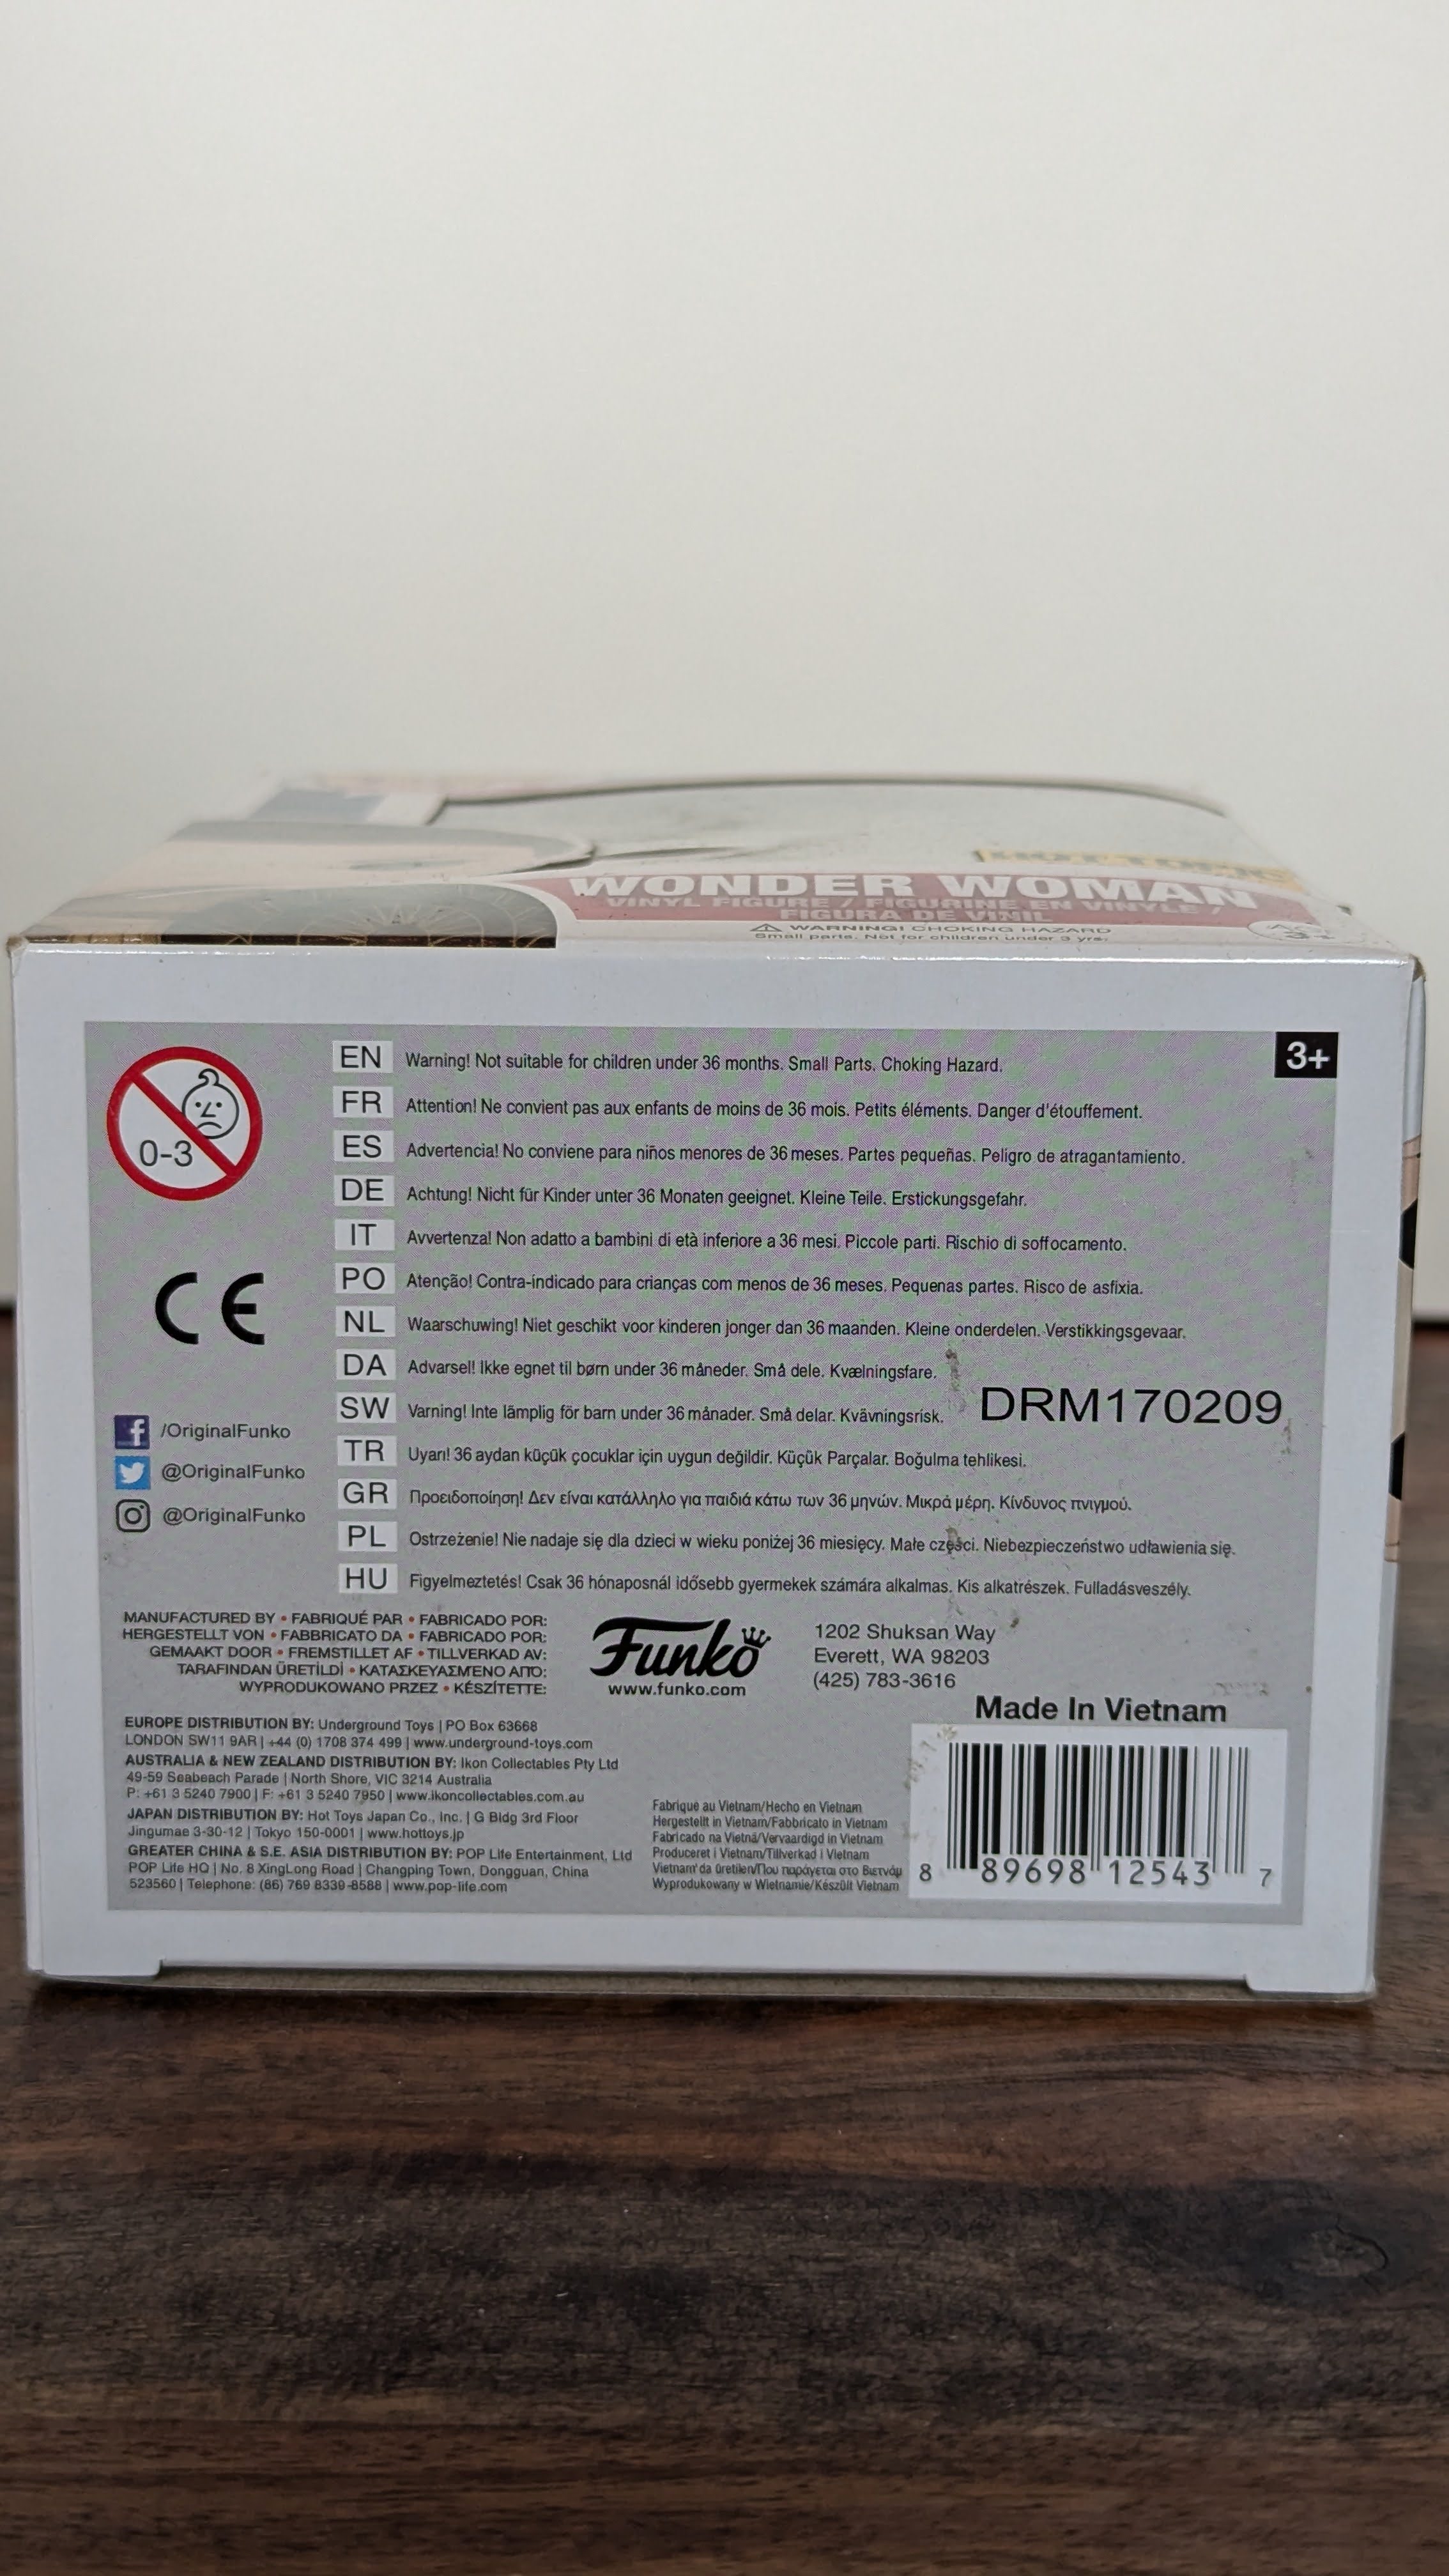 WONDER WOMAN
VINYL FIGURE / FIGURINE EN VINYLE /
FIGURA DE VINIL
WARNING! CHOKING HAZARD
Small parts. Not for children under 3 yrs.
3+
0-3
EN Warning! Not suitable for children under 36 months. Small Parts. Choking Hazard.
FR Attention! Ne convient pas aux enfants de moins de 36 mois. Petits éléments. Danger d'étouffement.
ES Advertencia! No conviene para niños menores de 36 meses. Partes pequeñas. Peligro de atragantamiento.
DE Achtung! Nicht für Kinder unter 36 Monaten geeignet. Kleine Teile. Erstickungsgefahr.
IT Avvertenza! Non adatto a bambini di età inferiore a 36 mesi. Piccole parti. Rischio di soffocamento.
PO Atenção! Contra-indicado para crianças com menos de 36 meses. Pequenas partes. Risco de asfixia.
NL Waarschuwing! Niet geschikt voor kinderen jonger dan 36 maanden. Kleine onderdelen. Verstikkingsgevaar.
DA Advarsel! Ikke egnet til børn under 36 måneder. Små dele. Kvælningsfare.
SW Varning! Inte lämplig för barn under 36 månader. Små delar. Kvävningsrisk.
TR Uyarı! 36 aydan küçük çocuklar için uygun değildir. Küçük Parçalar. Boğulma tehlikesi.
GR Προειδοποίηση! Δεν είναι κατάλληλο για παιδιά κάτω των 36 μηνών. Μικρά μέρη. Κίνδυνος πνιγμού.
PL Ostrzeżenie! Nie nadaje się dla dzieci w wieku poniżej 36 miesięcy. Małe części. Niebezpieczeństwo udławienia się.
HU Figyelmeztetés! Csak 36 hónaposnál idősebb gyermekek számára alkalmas. Kis alkatrészek. Fulladásveszély.
CE
DRM170209
/OriginalFunko
@OriginalFunko
@OriginalFunko
MANUFACTURED BY • FABRIQUÉ PAR • FABRICADO POR:
HERGESTELLT VON • FABBRICATO DA • FABRICADO POR:
GEMAAKT DOOR • FREMSTILLET AF • TILLVERKAD AV:
TARAFINDAN ÜRETİLDİ • ΚΑΤΑΣΚΕΥΑΣΜΈΝΟ ΑΠΌ:
WYPRODUKOWANO PRZEZ • KÉSZÍTETTE:
Funko
www.funko.com
1202 Shuksan Way
Everett, WA 98203
(425) 783-3616
Made In Vietnam
EUROPE DISTRIBUTION BY: Underground Toys | PO Box 63668
LONDON SW11 9AR | +44 (0) 1708 374 499 | www.underground-toys.com
AUSTRALIA & NEW ZEALAND DISTRIBUTION BY: Ikon Collectables Pty Ltd
49-59 Seabeach Parade | North Shore, VIC 3214 Australia
P: +61 3 5240 7900 | F: +61 3 5240 7950 | www.ikoncollectables.com.au
JAPAN DISTRIBUTION BY: Hot Toys Japan Co., Inc. | G Bldg 3rd Floor
Jingumae 3-30-12 | Tokyo 150-0001 | www.hottoys.jp
GREATER CHINA & S.E. ASIA DISTRIBUTION BY: POP Life Entertainment, Ltd
POP Life HQ | No. 8 XingLong Road | Changping Town, Dongguan, China
523560 | Telephone: (86) 769 8339-8588 | www.pop-life.com
Fabriqué au Vietnam/Hecho en Vietnam
Hergestellt in Vietnam/Fabbricato in Vietnam
Fabricado na Vietnã/Vervaardigd in Vietnam
Produceret i Vietnam/Tillverkad i Vietnam
Vietnam'da üretilen/Που παράγεται στο Βιετνάμ
Wyprodukowany w Wietnamie/Készült Vietnam
8 89698 12543 7